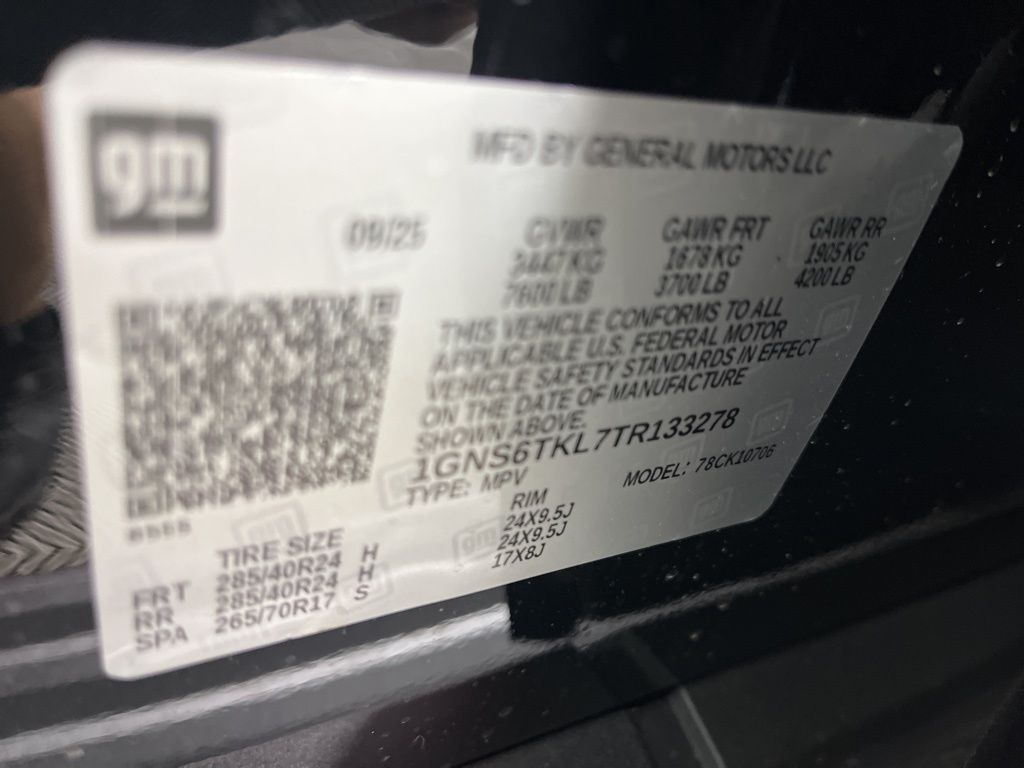 gm
MFD BY GENERAL MOTORS LLC
09/25 GVWR GAWR FRT GAWR RR
3447 KG 1678 KG 1905 KG
7600 LB 3700 LB 4200 LB
THIS VEHICLE CONFORMS TO ALL
APPLICABLE U.S. FEDERAL MOTOR
VEHICLE SAFETY STANDARDS IN EFFECT
ON THE DATE OF MANUFACTURE
SHOWN ABOVE.
1GNS6TKL7TR133278
TYPE: MPV MODEL: 78CK10706
TIRE SIZE RIM
FRT 285/40R24 H 24X9.5J
RR 285/40R24 H 24X9.5J
SPA 265/70R17 S 17X8J